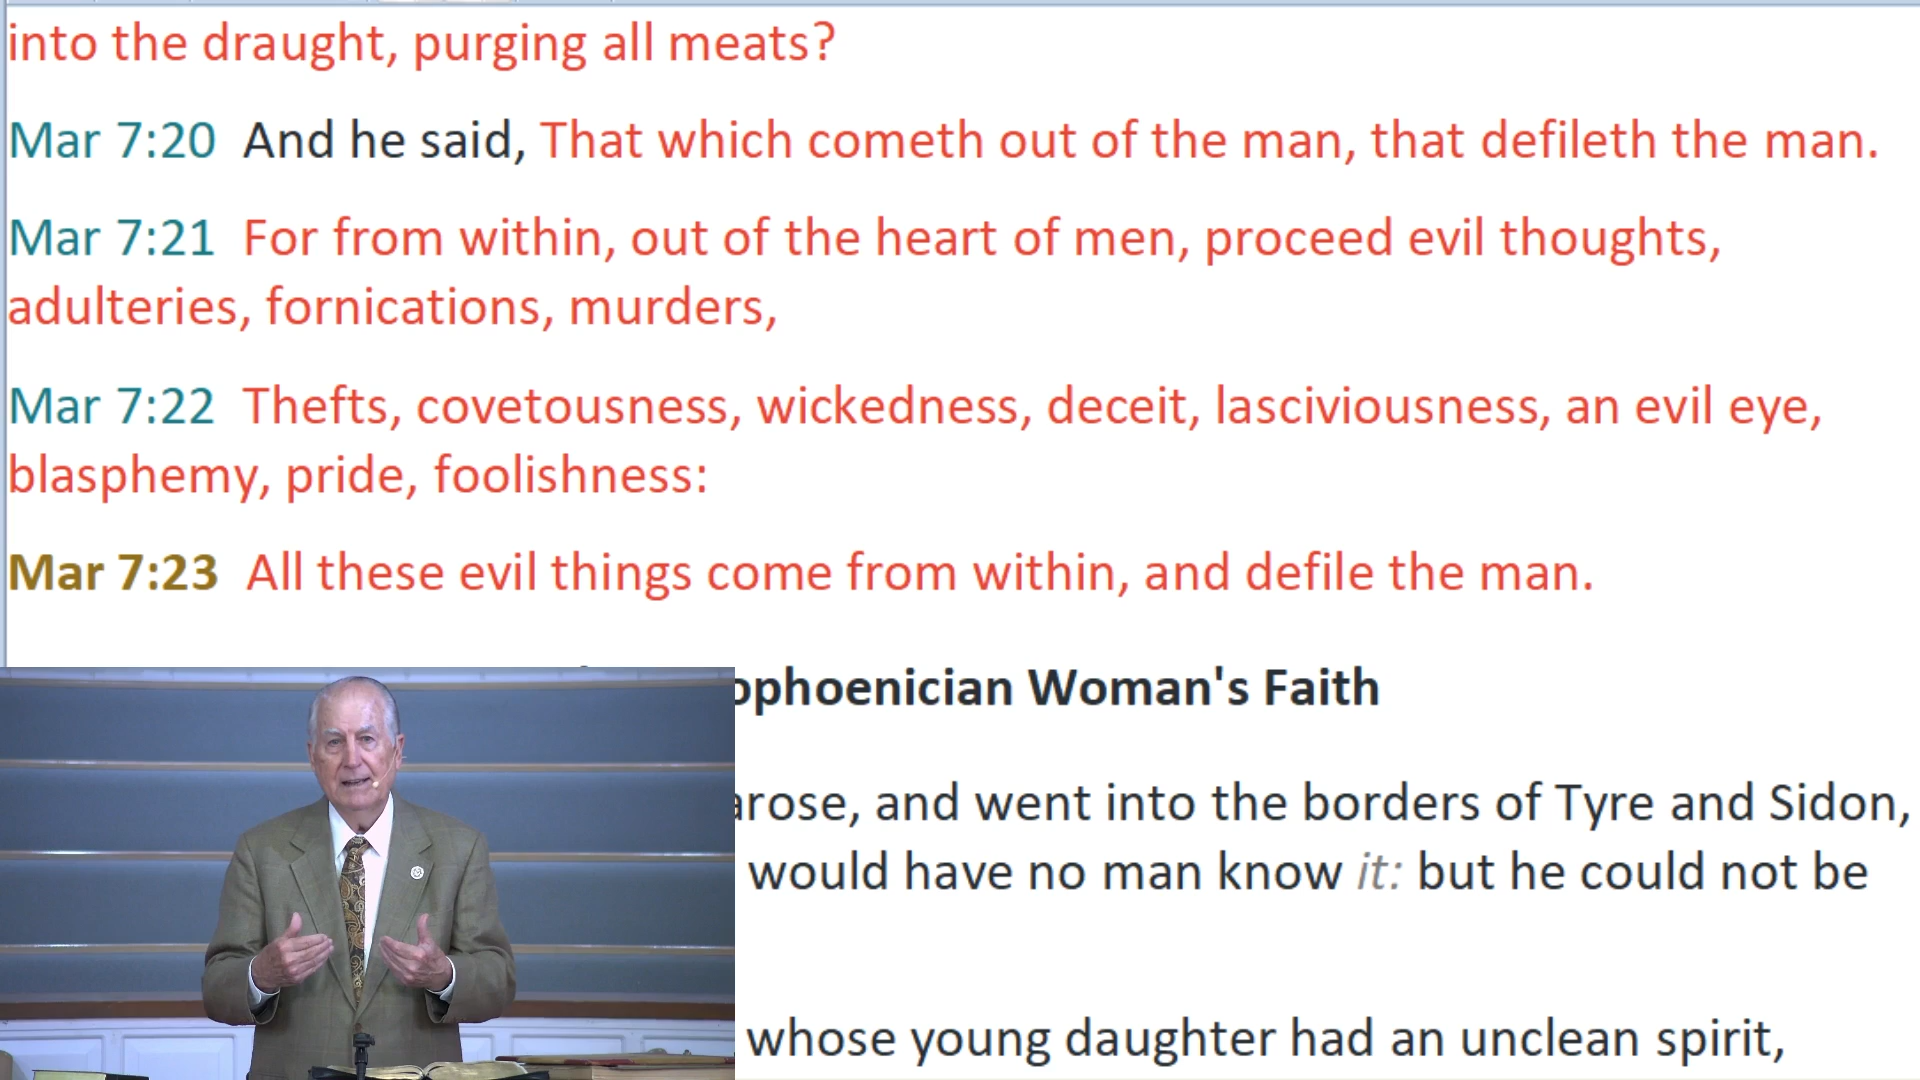 into the draught, purging all meats?
Mar 7:20 And he said, That which cometh out of the man, that defileth the man.
Mar 7:21 For from within, out of the heart of men, proceed evil thoughts,
adulteries, fornications, murders,
Mar 7:22 Thefts, covetousness, wickedness, deceit, lasciviousness, an evil eye,
blasphemy, pride, foolishness:
Mar 7:23 All these evil things come from within, and defile the man.
ophoenician Woman's Faith
arose, and went into the borders of Tyre and Sidon,
would have no man know it: but he could not be
whose young daughter had an unclean spirit,